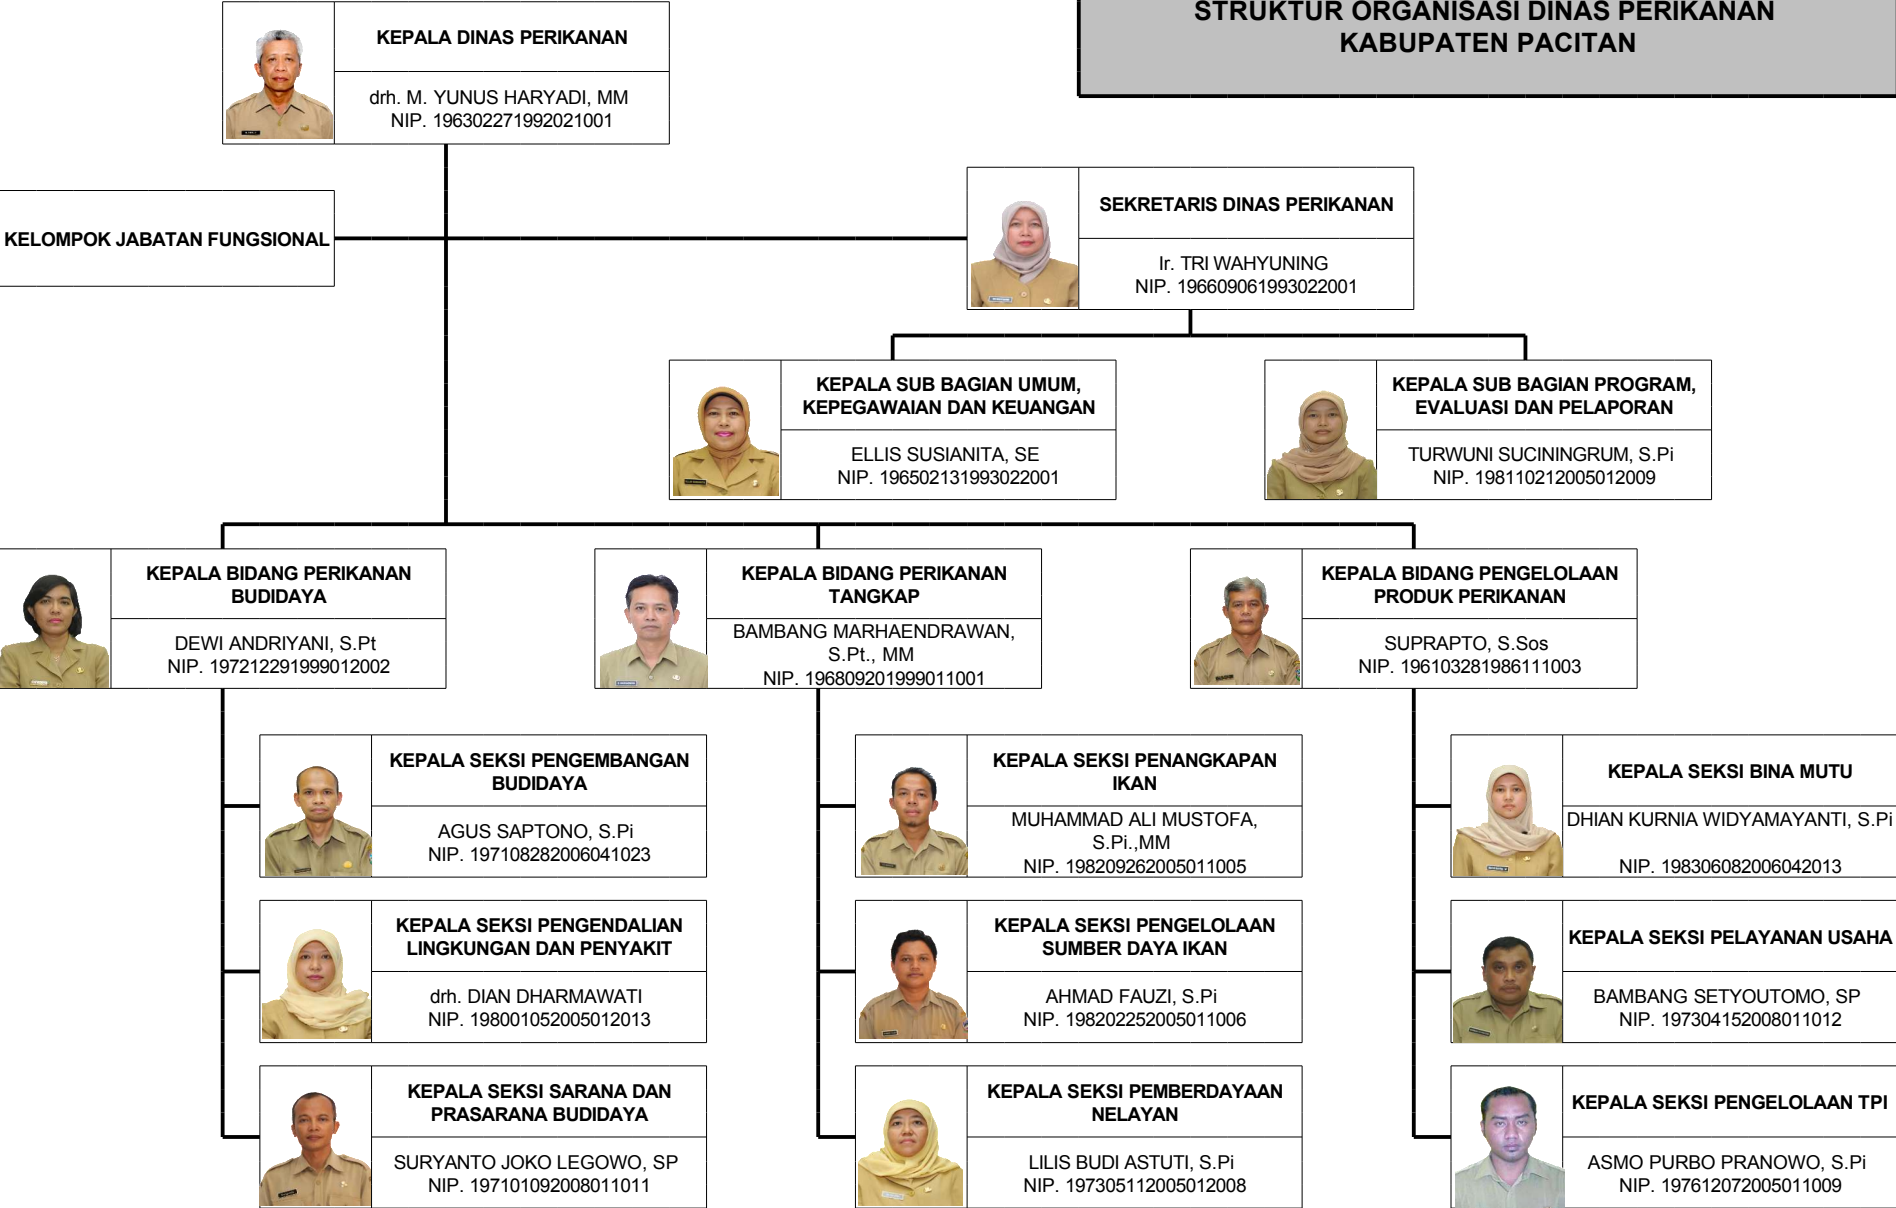 STRUKTUR ORGANISASI DINAS PERIKANAN
KABUPATEN PACITAN
KEPALA DINAS PERIKANAN
drh. M. YUNUS HARYADI, MM
NIP. 196302271992021001
KELOMPOK JABATAN FUNGSIONAL
SEKRETARIS DINAS PERIKANAN
Ir. TRI WAHYUNING
NIP. 196609061993022001
KEPALA SUB BAGIAN UMUM,
KEPEGAWAIAN DAN KEUANGAN
ELLIS SUSIANITA, SE
NIP. 196502131993022001
KEPALA SUB BAGIAN PROGRAM,
EVALUASI DAN PELAPORAN
TURWUNI SUCININGRUM, S.Pi
NIP. 198110212005012009
KEPALA BIDANG PERIKANAN
BUDIDAYA
DEWI ANDRIYANI, S.Pt
NIP. 197212291999012002
KEPALA BIDANG PERIKANAN
TANGKAP
BAMBANG MARHAENDRAWAN,
S.Pt., MM
NIP. 196809201999011001
KEPALA BIDANG PENGELOLAAN
PRODUK PERIKANAN
SUPRAPTO, S.Sos
NIP. 196103281986111003
KEPALA SEKSI PENGEMBANGAN
BUDIDAYA
AGUS SAPTONO, S.Pi
NIP. 197108282006041023
KEPALA SEKSI PENANGKAPAN
IKAN
MUHAMMAD ALI MUSTOFA,
S.Pi.,MM
NIP. 198209262005011005
KEPALA SEKSI BINA MUTU
DHIAN KURNIA WIDYAMAYANTI, S.Pi
NIP. 198306082006042013
KEPALA SEKSI PENGENDALIAN
LINGKUNGAN DAN PENYAKIT
drh. DIAN DHARMAWATI
NIP. 198001052005012013
KEPALA SEKSI PENGELOLAAN
SUMBER DAYA IKAN
AHMAD FAUZI, S.Pi
NIP. 198202252005011006
KEPALA SEKSI PELAYANAN USAHA
BAMBANG SETYOUTOMO, SP
NIP. 197304152008011012
KEPALA SEKSI SARANA DAN
PRASARANA BUDIDAYA
SURYANTO JOKO LEGOWO, SP
NIP. 197101092008011011
KEPALA SEKSI PEMBERDAYAAN
NELAYAN
LILIS BUDI ASTUTI, S.Pi
NIP. 197305112005012008
KEPALA SEKSI PENGELOLAAN TPI
ASMO PURBO PRANOWO, S.Pi
NIP. 197612072005011009